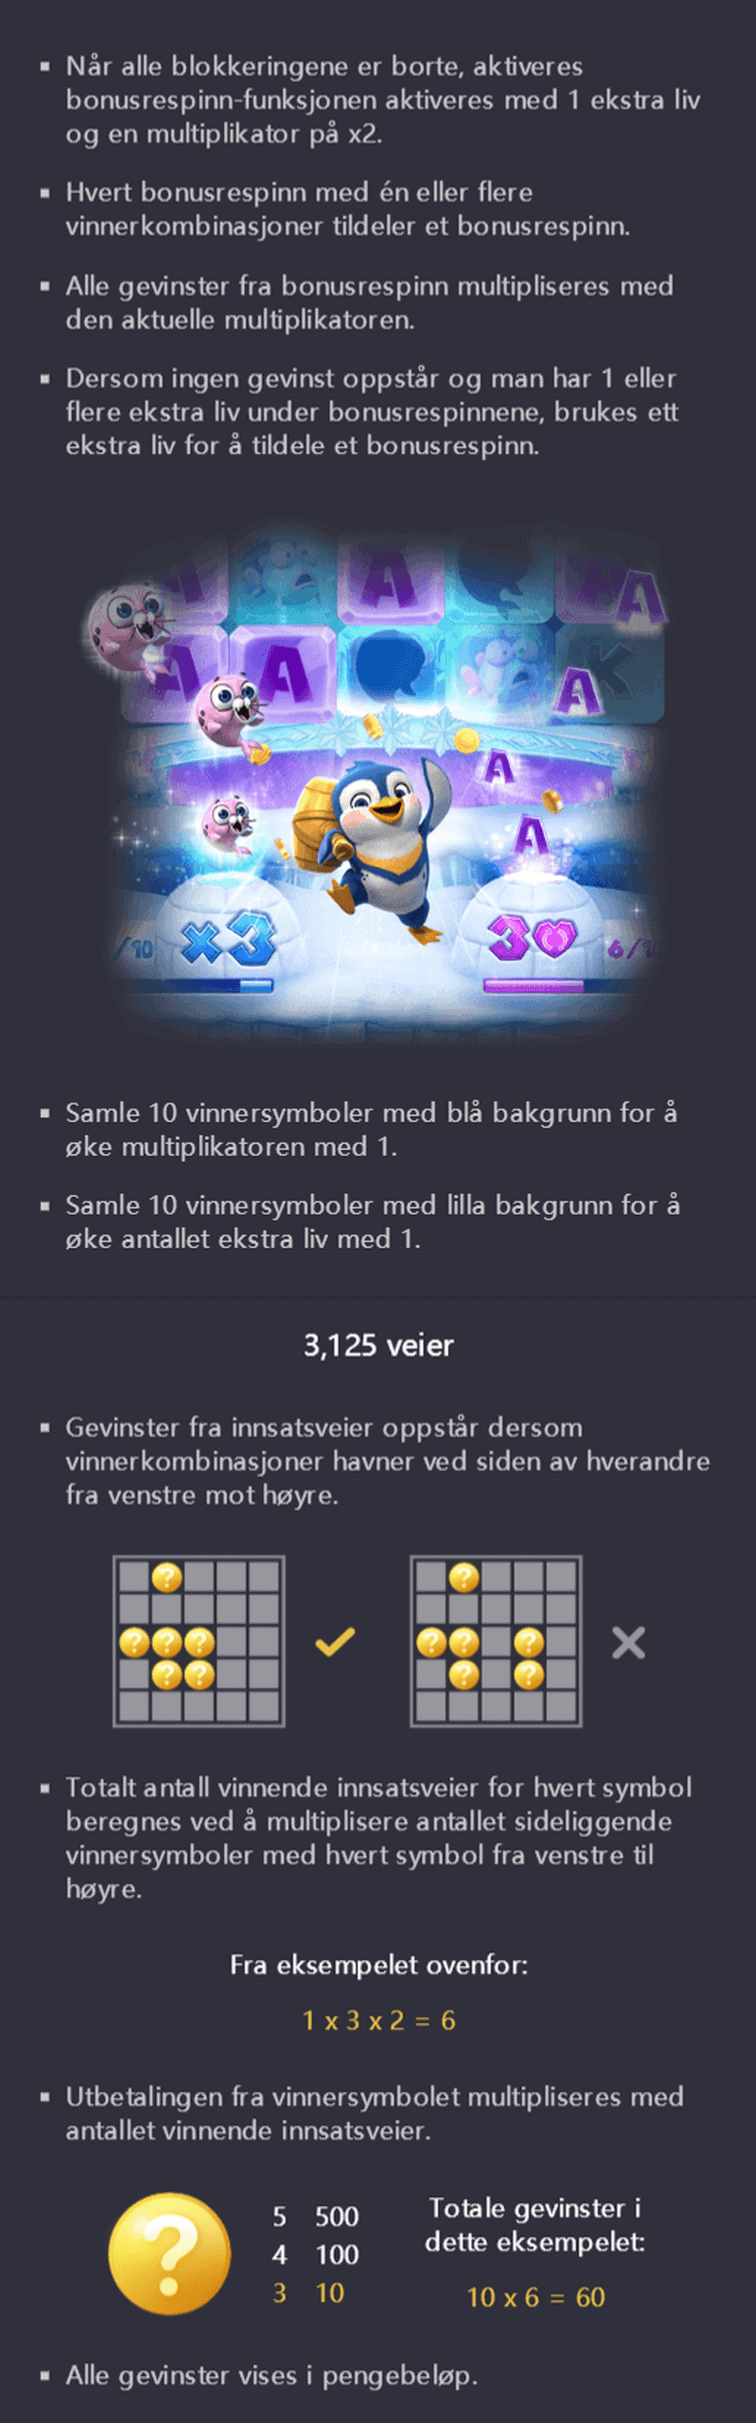 Når alle blokkeringene er borte, aktiveres
bonusrespinn-funksjonen aktiveres med 1 ekstra liv
og en multiplikator på x2.
Hvert bonusrespinn med én eller flere
vinnerkombinasjoner tildeler et bonusrespinn.
Alle gevinster fra bonusrespinn multipliseres med
den aktuelle multiplikatoren.
Dersom ingen gevinst oppstår og man har 1 eller
flere ekstra liv under bonusrespinnene, brukes ett
ekstra liv for å tildele et bonusrespinn.
A A A A
A A K
A
A
A
/10 x3 3 6/1
Samle 10 vinnersymboler med blå bakgrunn for å
øke multiplikatoren med 1.
Samle 10 vinnersymboler med lilla bakgrunn for å
øke antallet ekstra liv med 1.
3,125 veier
Gevinster fra innsatsveier oppstår dersom
vinnerkombinasjoner havner ved siden av hverandre
fra venstre mot høyre.
? ?
? ? ? ? ? ?
? ? ? ?
Totalt antall vinnende innsatsveier for hvert symbol
beregnes ved å multiplisere antallet sideliggende
vinnersymboler med hvert symbol fra venstre til
høyre.
Fra eksempelet ovenfor:
1 x 3 x 2 = 6
Utbetalingen fra vinnersymbolet multipliseres med
antallet vinnende innsatsveier.
?
5 500
4 100
3 10
Totale gevinster i
dette eksempelet:
10 x 6 = 60
Alle gevinster vises i pengebeløp.